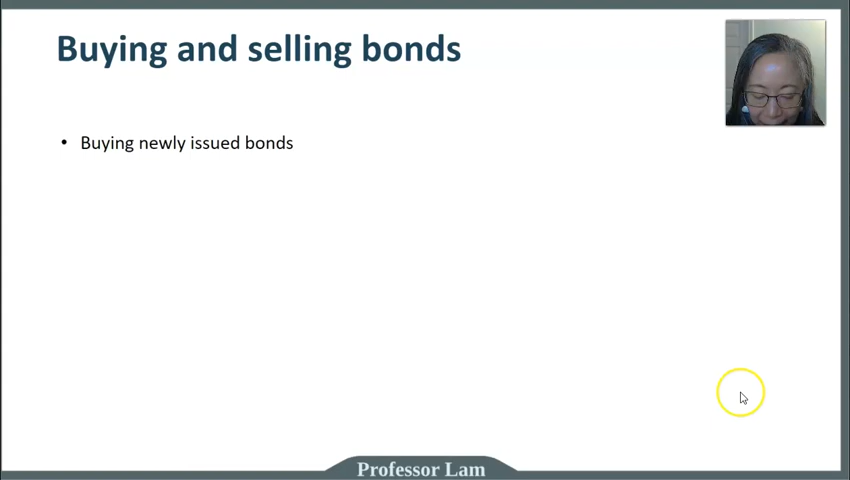 Buying and selling bonds
• Buying newly issued bonds
Professor Lam